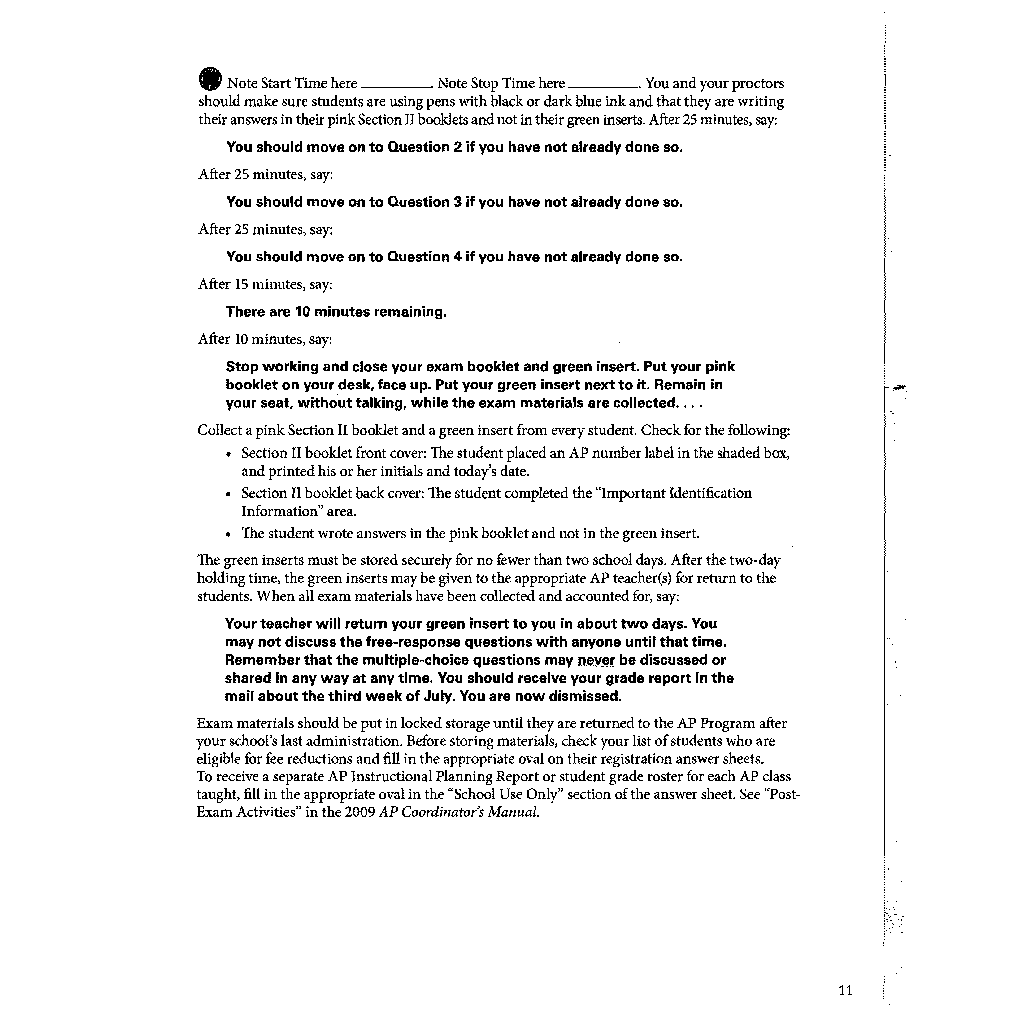 Note Start Time here __________. Note Stop Time here __________. You and your proctors
should make sure students are using pens with black or dark blue ink and that they are writing
their answers in their pink Section II booklets and not in their green inserts. After 25 minutes, say:
You should move on to Question 2 if you have not already done so.
After 25 minutes, say:
You should move on to Question 3 if you have not already done so.
After 25 minutes, say:
You should move on to Question 4 if you have not already done so.
After 15 minutes, say:
There are 10 minutes remaining.
After 10 minutes, say:
Stop working and close your exam booklet and green insert. Put your pink
booklet on your desk, face up. Put your green insert next to it. Remain in
your seat, without talking, while the exam materials are collected. . . .
Collect a pink Section II booklet and a green insert from every student. Check for the following:
• Section II booklet front cover: The student placed an AP number label in the shaded box,
and printed his or her initials and today's date.
• Section II booklet back cover: The student completed the "Important Identification
Information" area.
• The student wrote answers in the pink booklet and not in the green insert.
The green inserts must be stored securely for no fewer than two school days. After the two-day
holding time, the green inserts may be given to the appropriate AP teacher(s) for return to the
students. When all exam materials have been collected and accounted for, say:
Your teacher will return your green insert to you in about two days. You
may not discuss the free-response questions with anyone until that time.
Remember that the multiple-choice questions may never be discussed or
shared in any way at any time. You should receive your grade report in the
mail about the third week of July. You are now dismissed.
Exam materials should be put in locked storage until they are returned to the AP Program after
your school's last administration. Before storing materials, check your list of students who are
eligible for fee reductions and fill in the appropriate oval on their registration answer sheets.
To receive a separate AP Instructional Planning Report or student grade roster for each AP class
taught, fill in the appropriate oval in the "School Use Only" section of the answer sheet. See "Post-
Exam Activities" in the 2009 AP Coordinator's Manual.
11